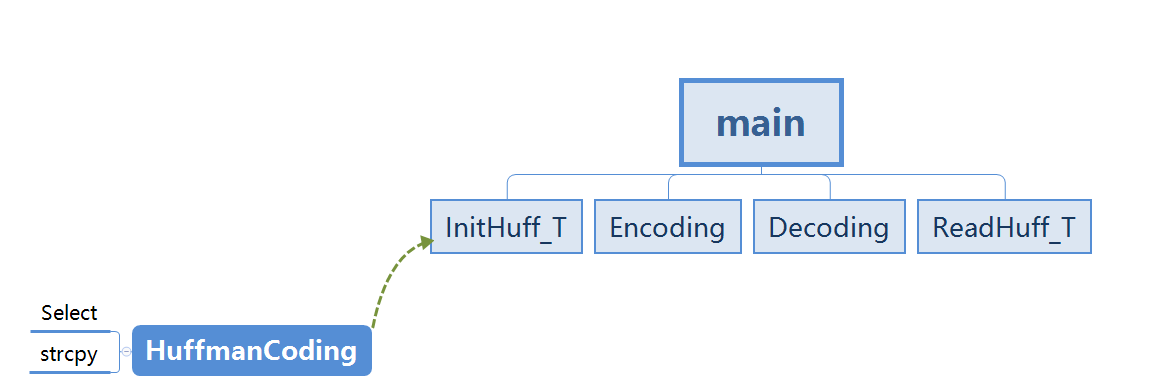 main
InitHuff_T
Encoding
Decoding
ReadHuff_T
Select
strcpy
HuffmanCoding